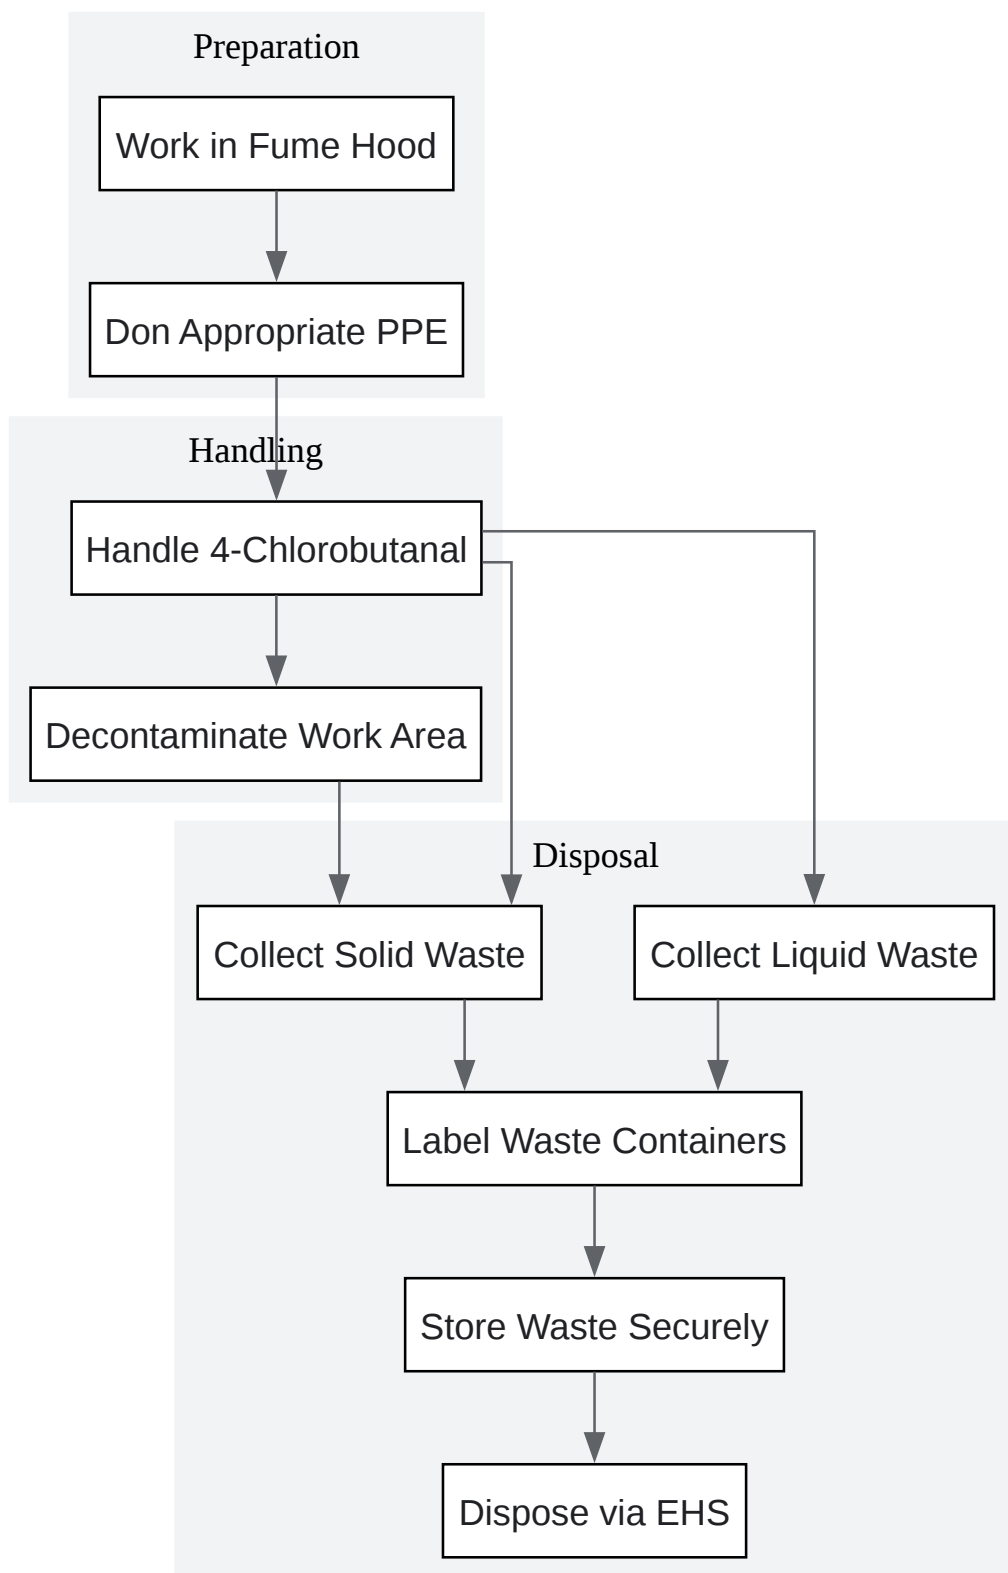 Preparation
Work in Fume Hood
Don Appropriate PPE
Handling
Handle 4-Chlorobutanal
Decontaminate Work Area
Disposal
Collect Solid Waste
Collect Liquid Waste
Label Waste Containers
Store Waste Securely
Dispose via EHS